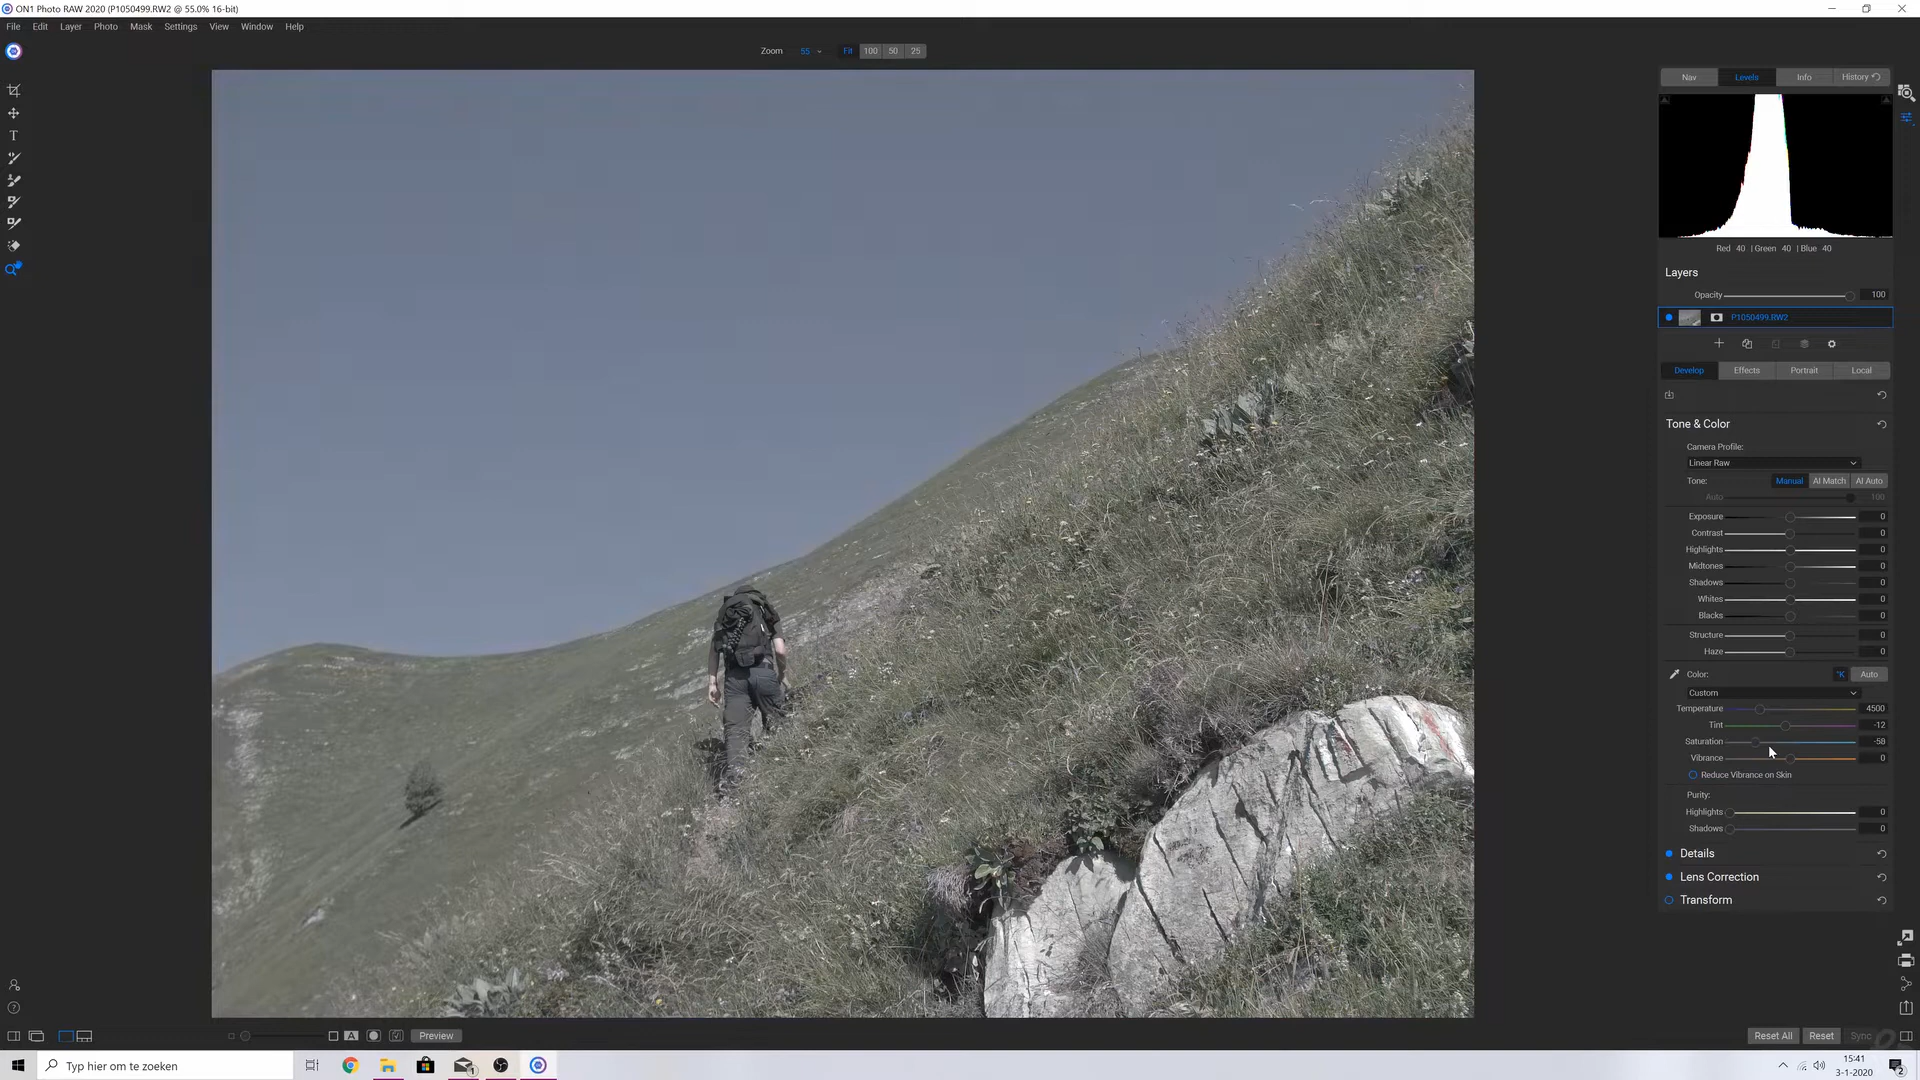 ON1 Photo RAW 2020 (P1050499.RW2 @ 55.0% 16-bit)
File Edit Layer Photo Mask Settings View Window Help
Zoom 55 Fit 100 50 25
Nav Levels Info History
Red 40 | Green 40 | Blue 40
Layers
Opacity 100
P1050499.RW2
Develop Effects Portrait Local
Tone & Color
Camera Profile:
Linear Raw
Tone: Manual AI Match AI Auto
Auto 100
Exposure 0
Contrast 0
Highlights 0
Midtones 0
Shadows 0
Whites 0
Blacks 0
Structure 0
Haze 0
Color: °K Auto
Custom
Temperature 4500
Tint -12
Saturation -58
Vibrance 0
Reduce Vibrance on Skin
Purity:
Highlights 0
Shadows 0
Details
Lens Correction
Transform
A Preview Reset All Reset Sync
Typ hier om te zoeken
1
15:41
3-1-2020
2